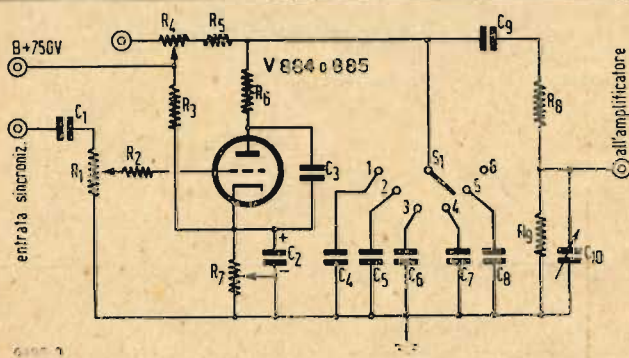 R4
R5
C9
B+750V
V 884 o 885
R3
R6
R8
C1
C3
all'amplificatore
entrata sincroniz.
R1
R2
1
S1
6
2
5
3
4
R9
C2
+
−
R7
C4
C5
C6
C7
C8
C10